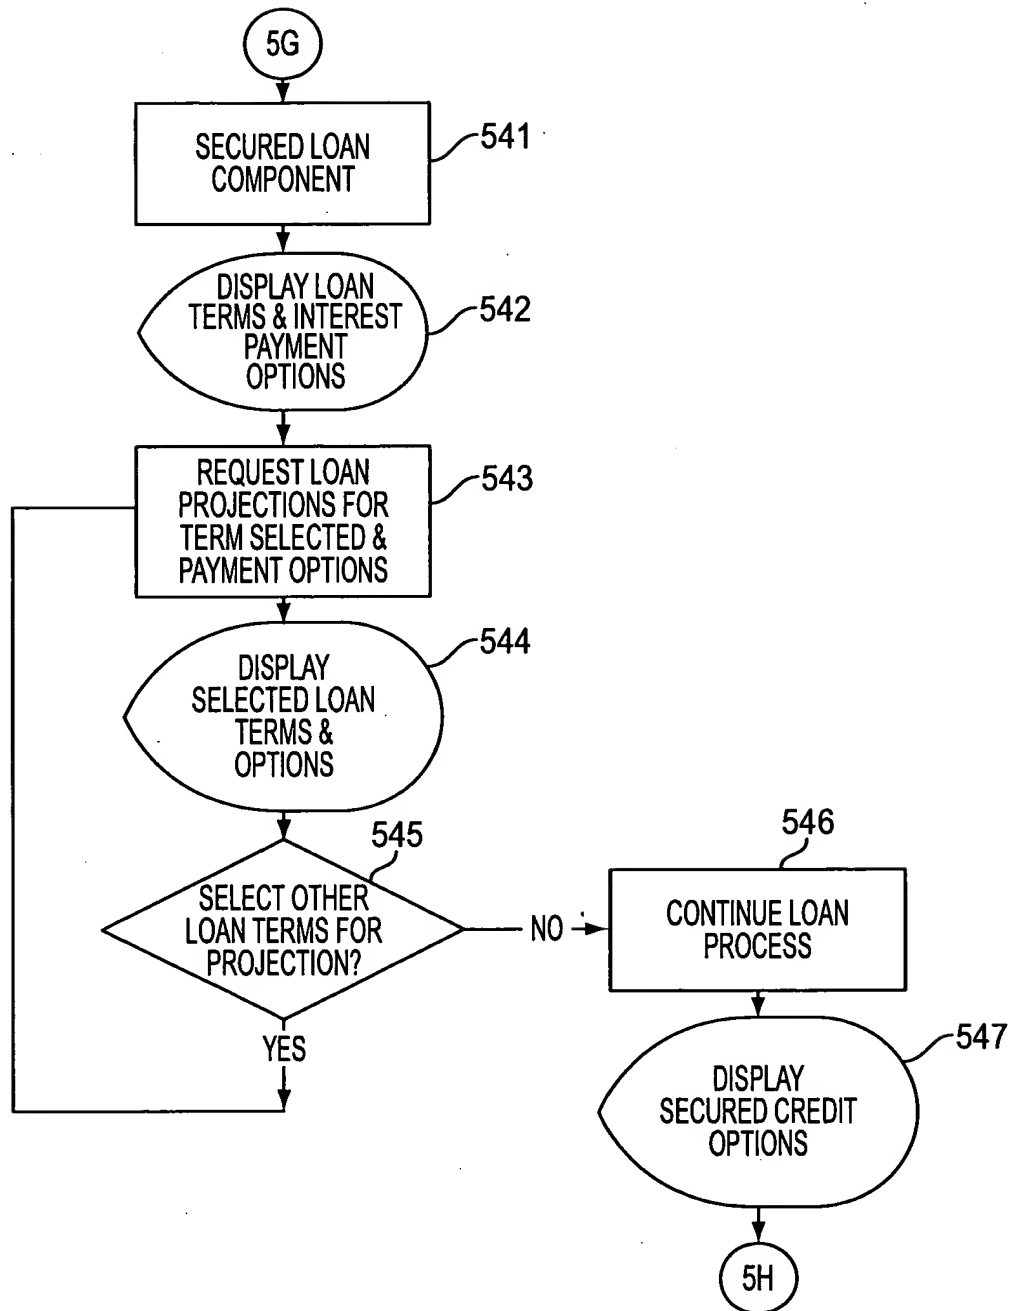 5G
SECURED LOAN
COMPONENT
541
DISPLAY LOAN
TERMS & INTEREST
PAYMENT
OPTIONS
542
REQUEST LOAN
PROJECTIONS FOR
TERM SELECTED &
PAYMENT OPTIONS
543
DISPLAY
SELECTED LOAN
TERMS &
OPTIONS
544
545
SELECT OTHER
LOAN TERMS FOR
PROJECTION?
NO
YES
546
CONTINUE LOAN
PROCESS
547
DISPLAY
SECURED CREDIT
OPTIONS
5H